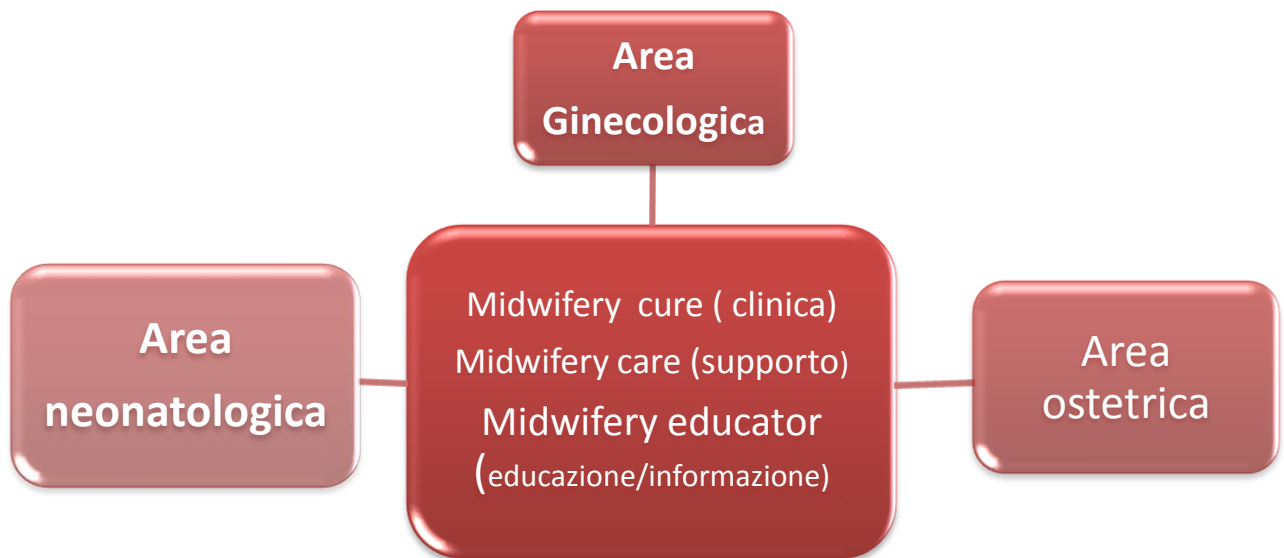 Area
Ginecologica
Area
neonatologica
Midwifery  cure ( clinica)
Midwifery care (supporto)
Midwifery educator
(educazione/informazione)
Area
ostetrica